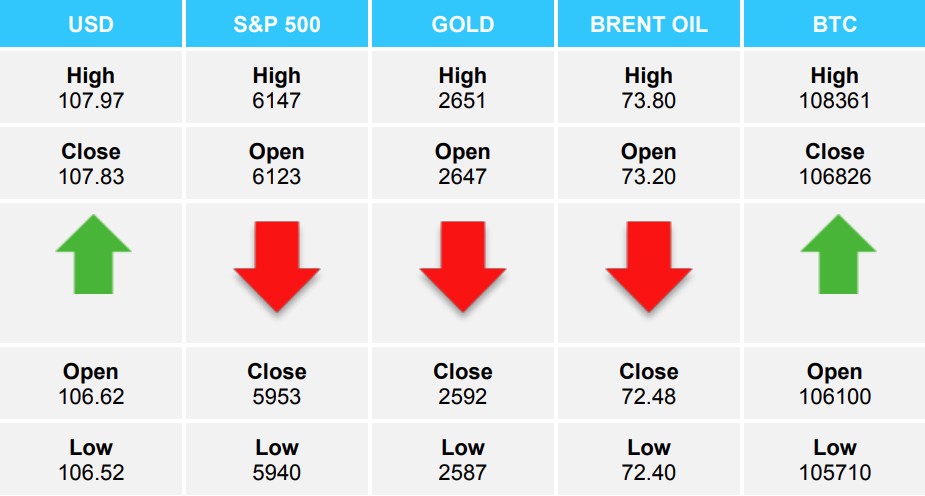 USD S&P 500 GOLD BRENT OIL BTC
High High High High High
107.97 6147 2651 73.80 108361
Close Open Open Open Close
107.83 6123 2647 73.20 106826
Open Close Close Close Open
106.62 5953 2592 72.48 106100
Low Low Low Low Low
106.52 5940 2587 72.40 105710